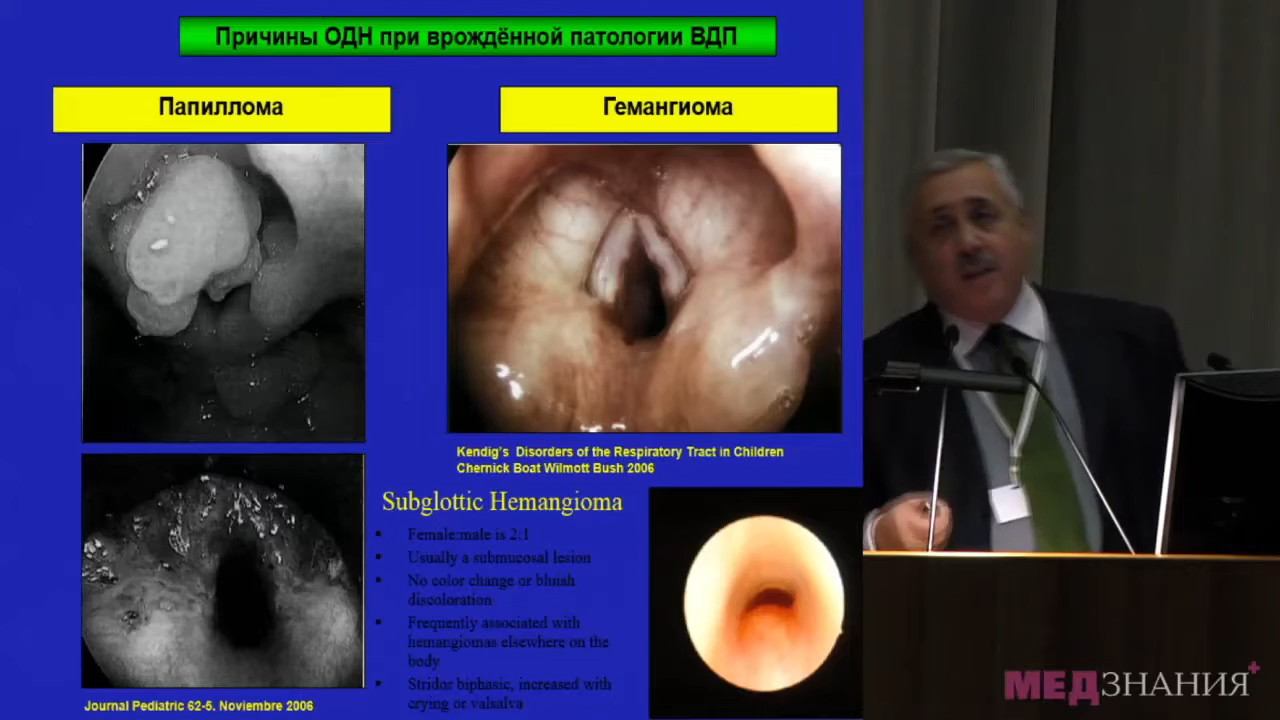 Причины ОДН при врождённой патологии ВДП
Папиллома
Гемангиома
Kendig's Disorders of the Respiratory Tract in Children
Chernick Boat Wilmott Bush 2006
Subglottic Hemangioma
▪ Female:male is 2:1
▪ Usually a submucosal lesion
▪ No color change or bluish
discoloration
▪ Frequently associated with
hemangiomas elsewhere on the
body
▪ Stridor biphasic, increased with
crying or valsalva
Journal Pediatric 62-5. Noviembre 2006
МЕДЗНАНИЯ+